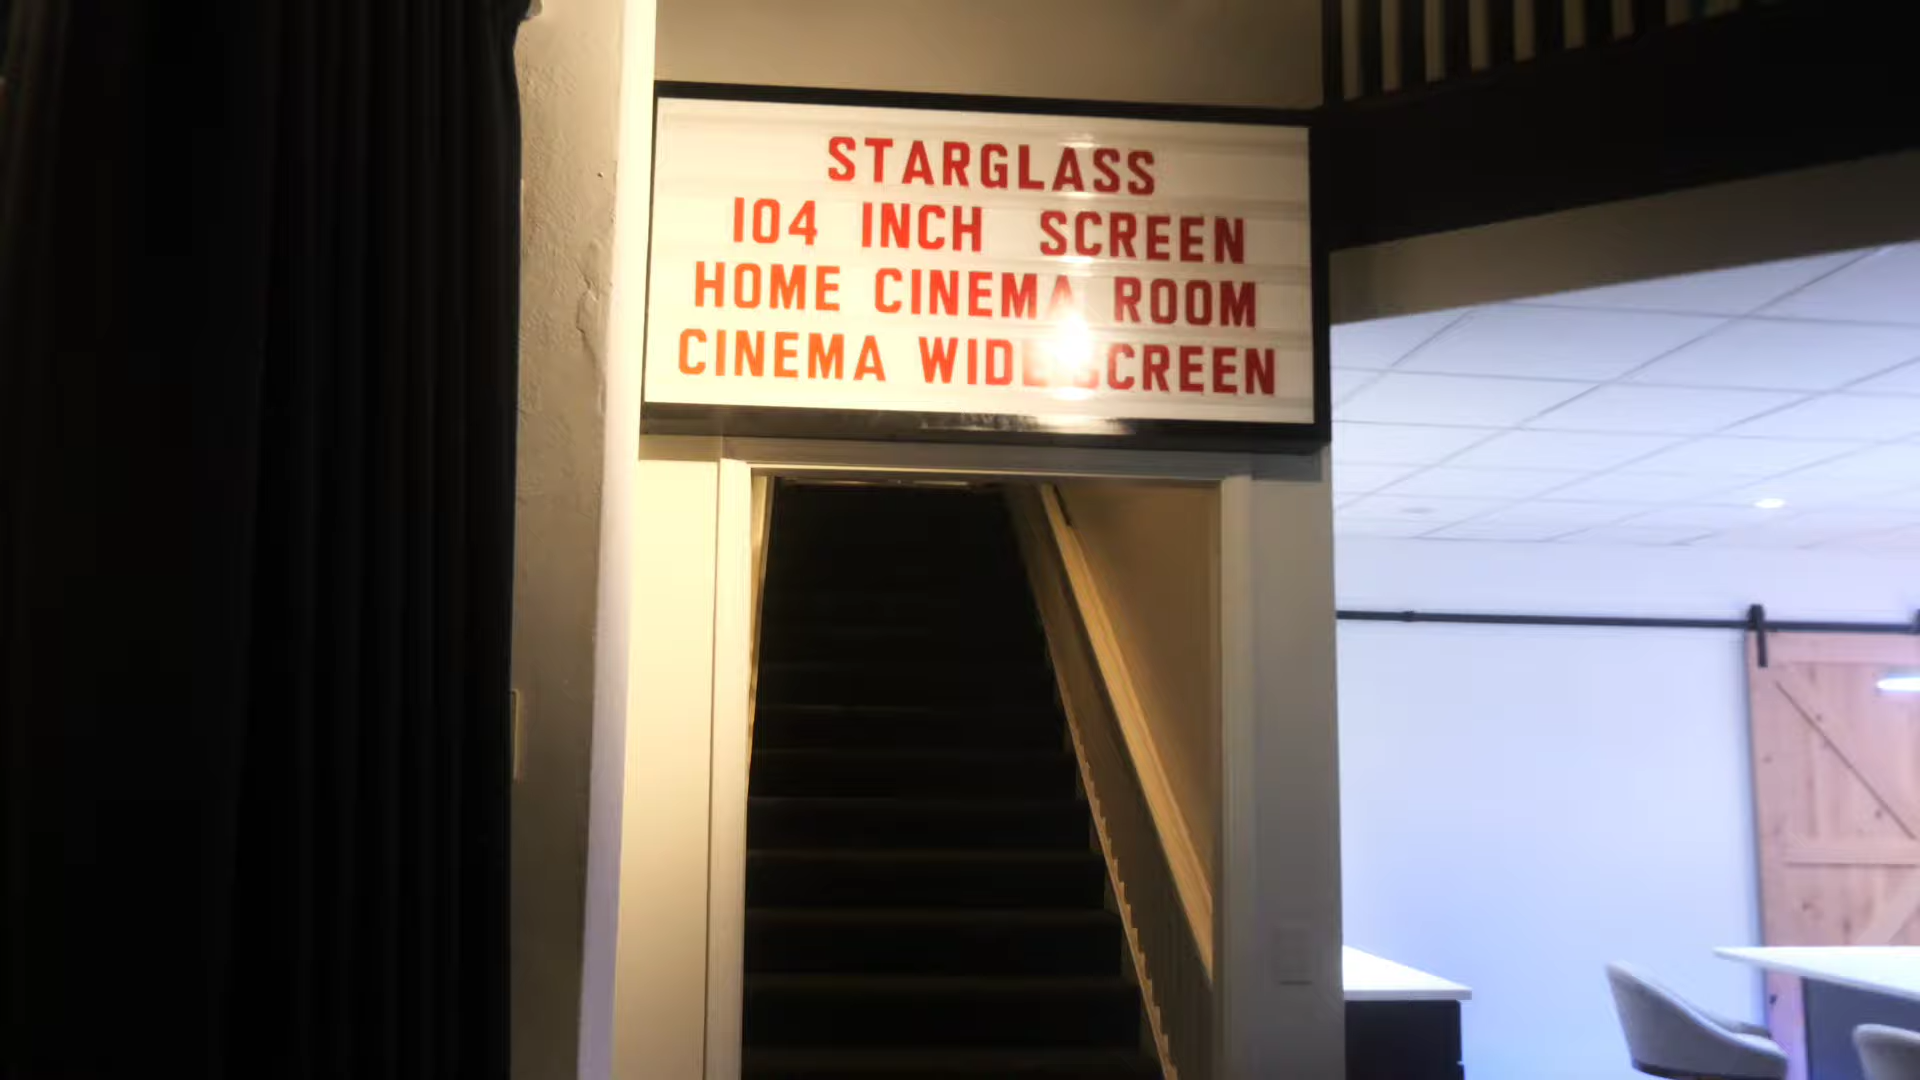 STARGLASS
104 INCH SCREEN
HOME CINEMA ROOM
CINEMA WIDESCREEN